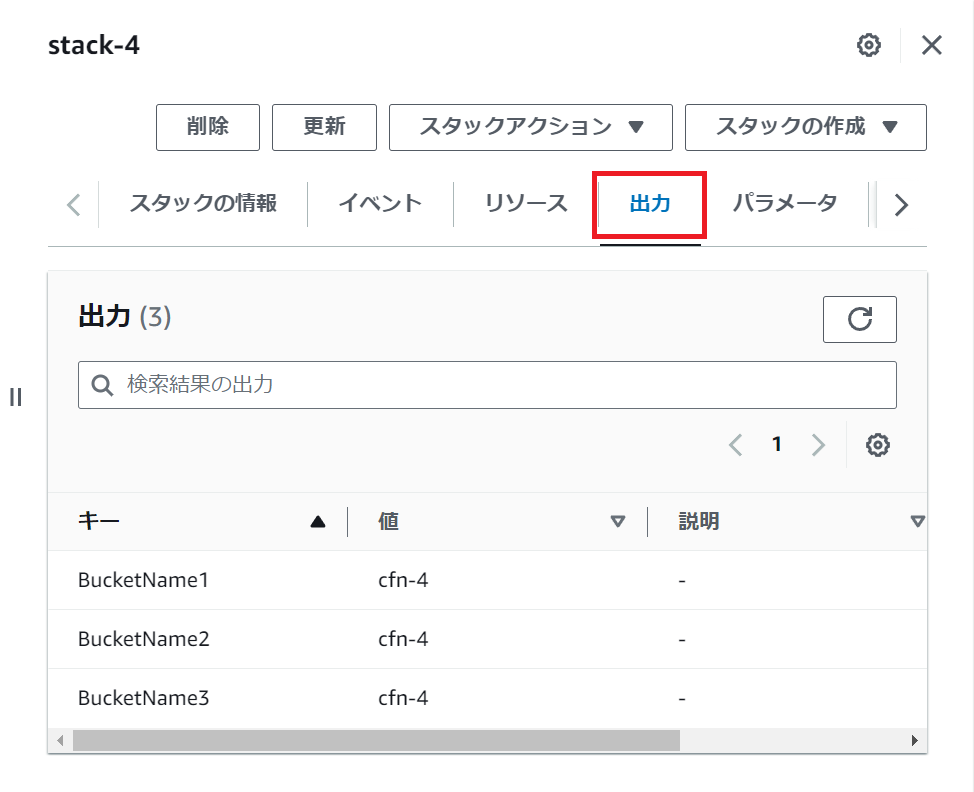 stack-4
削除 更新 スタックアクション ▼ スタックの作成 ▼
スタックの情報 イベント リソース 出力 パラメータ
出力 (3)
検索結果の出力
1
キー 値 説明
BucketName1 cfn-4 -
BucketName2 cfn-4 -
BucketName3 cfn-4 -